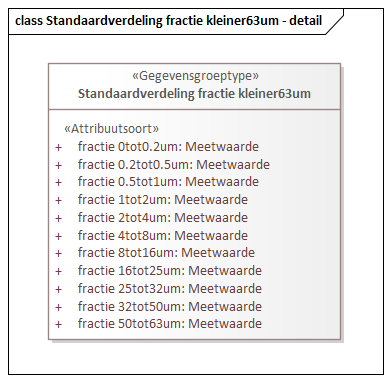 class Standaardverdeling fractie kleiner63um - detail
«Gegevensgroeptype»
Standaardverdeling fractie kleiner63um
«Attribuutsoort»
+ fractie 0tot0.2um: Meetwaarde
+ fractie 0.2tot0.5um: Meetwaarde
+ fractie 0.5tot1um: Meetwaarde
+ fractie 1tot2um: Meetwaarde
+ fractie 2tot4um: Meetwaarde
+ fractie 4tot8um: Meetwaarde
+ fractie 8tot16um: Meetwaarde
+ fractie 16tot25um: Meetwaarde
+ fractie 25tot32um: Meetwaarde
+ fractie 32tot50um: Meetwaarde
+ fractie 50tot63um: Meetwaarde